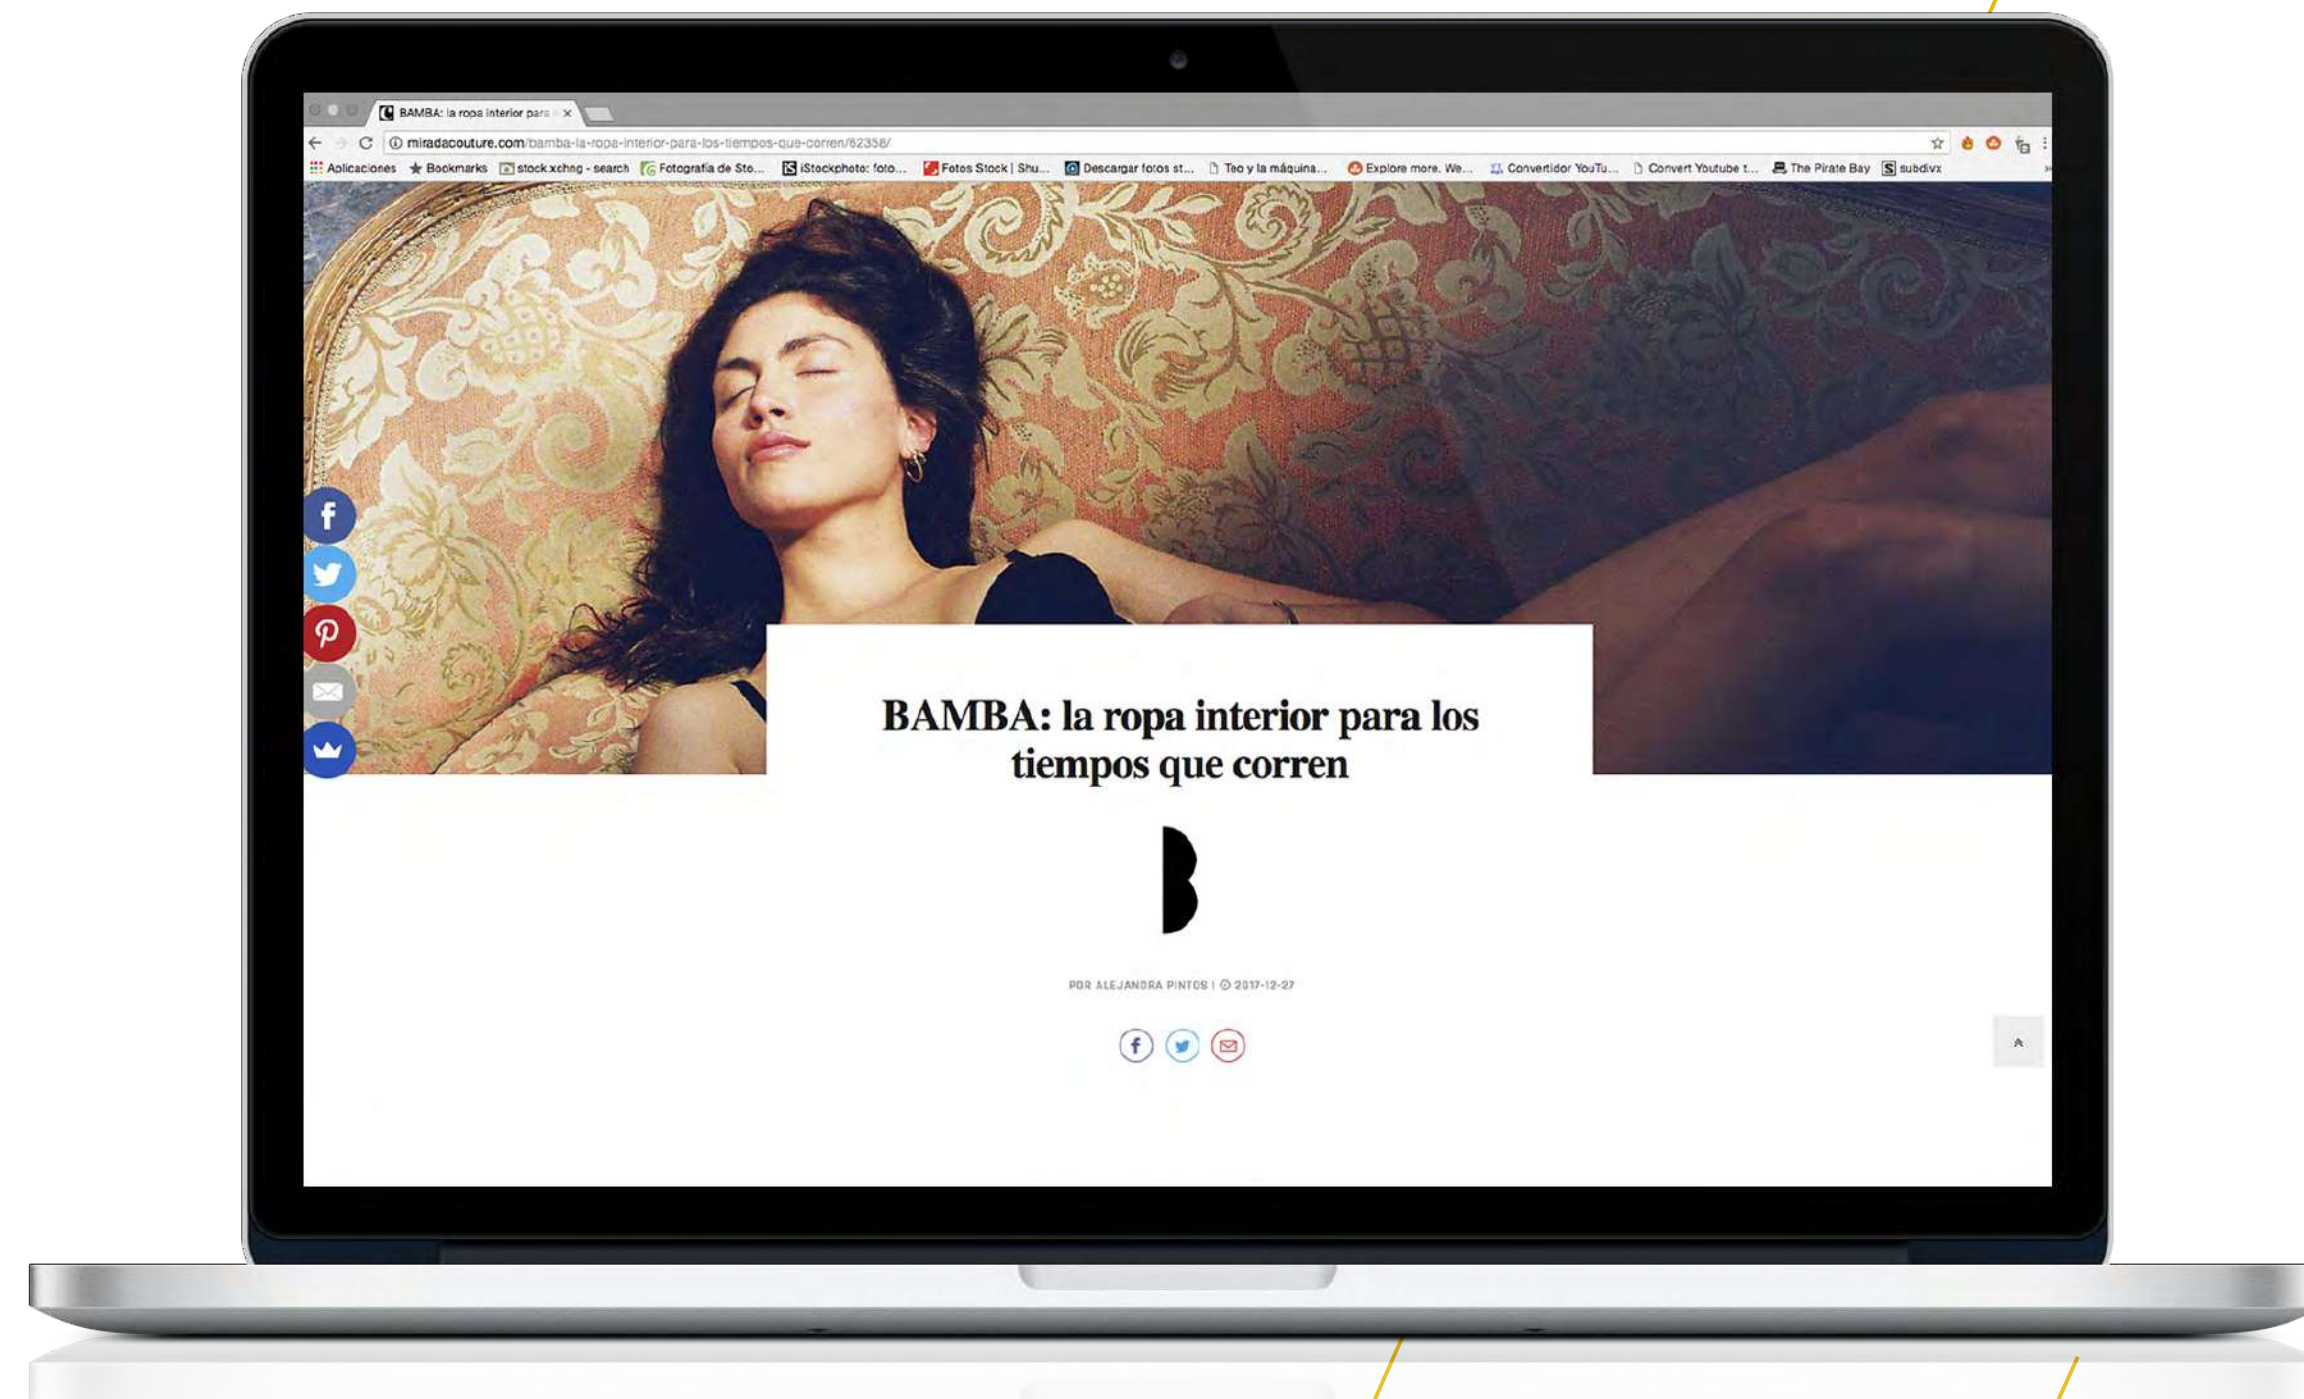 BAMBA: la ropa interior para
miradacouture.com/bamba-la-ropa-interior-para-los-tiempos-que-corren/62358/
Aplicaciones Bookmarks stock.xchng - search Fotografía de Sto... iStockphoto: foto... Fotos Stock | Shu... Descargar fotos st... Teo y la máquina... Explore more. We... Convertidor YouTu... Convert Youtube t... The Pirate Bay subdivx
BAMBA: la ropa interior para los
tiempos que corren
B
POR ALEJANDRA PINTOS | 2017-12-27